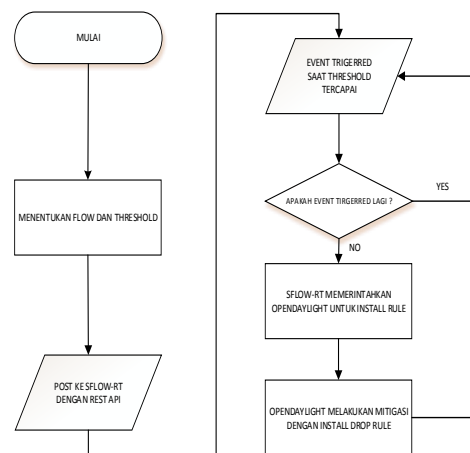 MULAI
MENENTUKAN FLOW DAN THRESHOLD
POST KE SFLOW-RT
DENGAN REST API
EVENT TRIGERRED
SAAT THRESHOLD
TERCAPAI
APAKAH EVENT TIRGERRED LAGI ?
YES
NO
SFLOW-RT MEMERINTAHKAN
OPENDAYLIGHT UNTUK INSTALL RULE
OPENDAYLIGHT MELAKUKAN MITIGASI
DENGAN INSTALL DROP RULE